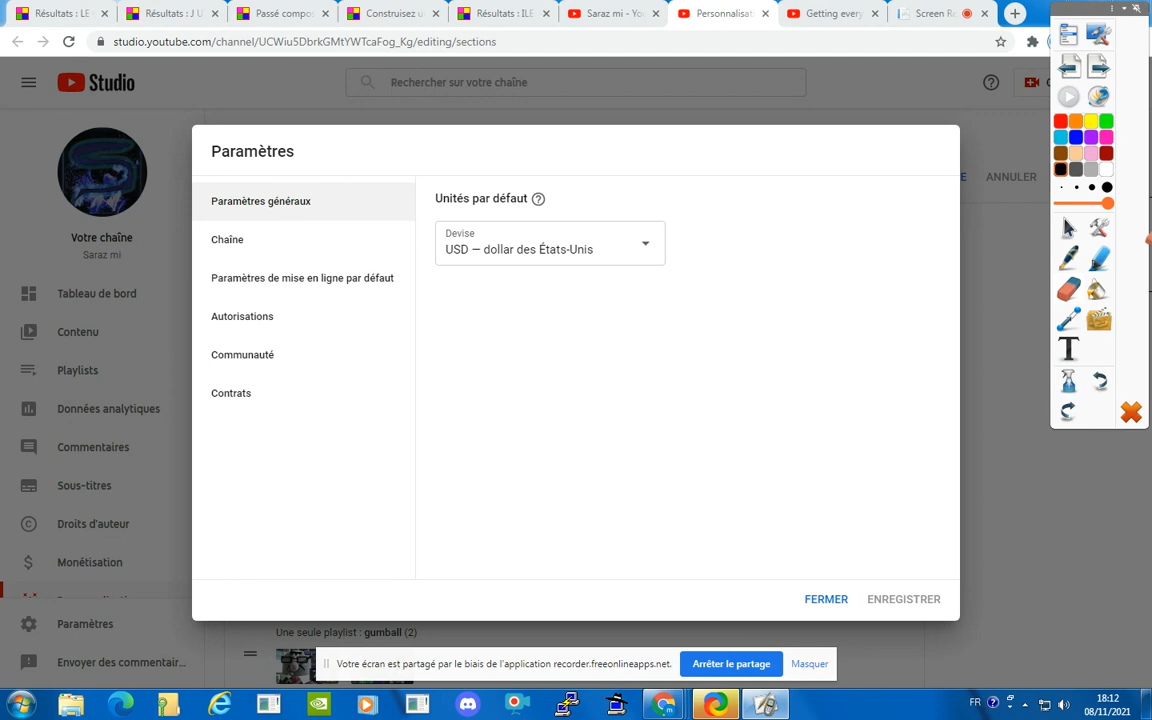 Résultats : LE
Résultats : J U
Passé compo
Construisez u
Résultats : ILE
Saraz mi - Yo
Personnalisat
Getting every
Screen Re
studio.youtube.com/channel/UCWiu5DbrkGMtYWTcaFog_Kg/editing/sections
Studio
Rechercher sur votre chaîne
Votre chaîne
Saraz mi
Tableau de bord
Contenu
Playlists
Données analytiques
Commentaires
Sous-titres
Droits d'auteur
Monétisation
Paramètres
Envoyer des commentair...
ANNULER
Paramètres
Paramètres généraux
Chaîne
Paramètres de mise en ligne par défaut
Autorisations
Communauté
Contrats
Unités par défaut
Devise
USD — dollar des États-Unis
FERMER
ENREGISTRER
Une seule playlist : gumball (2)
Votre écran est partagé par le biais de l'application recorder.freeonlineapps.net.
Arrêter le partage
Masquer
FR
18:12
08/11/2021